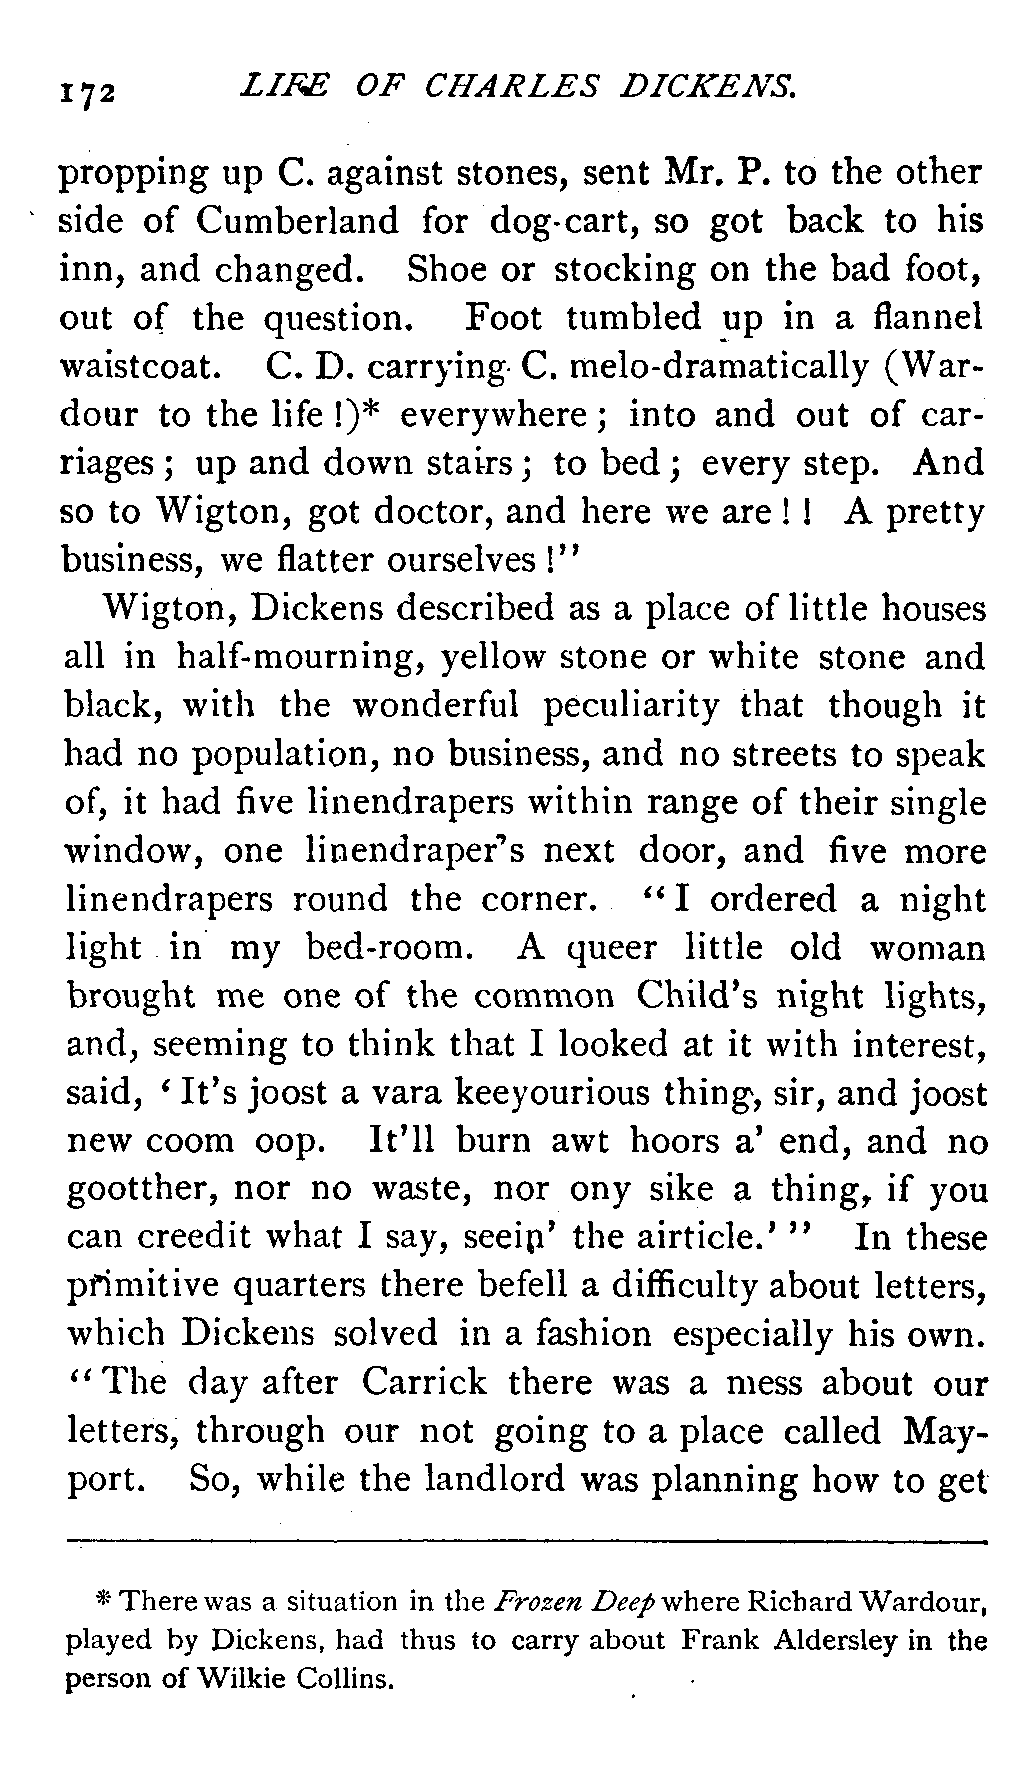 172 LIFE OF CHARLES DICKENS.
propping up C. against stones, sent Mr. P. to the other
side of Cumberland for dog-cart, so got back to his
inn, and changed. Shoe or stocking on the bad foot,
out of the question. Foot tumbled up in a flannel
waistcoat. C. D. carrying C. melo-dramatically (War-
dour to the life!)* everywhere; into and out of car-
riages; up and down stairs; to bed; every step. And
so to Wigton, got doctor, and here we are!! A pretty
business, we flatter ourselves!"
Wigton, Dickens described as a place of little houses
all in half-mourning, yellow stone or white stone and
black, with the wonderful peculiarity that though it
had no population, no business, and no streets to speak
of, it had five linendrapers within range of their single
window, one linendraper's next door, and five more
linendrapers round the corner. "I ordered a night
light in my bed-room. A queer little old woman
brought me one of the common Child's night lights,
and, seeming to think that I looked at it with interest,
said, 'It's joost a vara keeyourious thing, sir, and joost
new coom oop. It'll burn awt hoors a' end, and no
gootther, nor no waste, nor ony sike a thing, if you
can creedit what I say, seein' the airticle.'" In these
primitive quarters there befell a difficulty about letters,
which Dickens solved in a fashion especially his own.
"The day after Carrick there was a mess about our
letters, through our not going to a place called May-
port. So, while the landlord was planning how to get
* There was a situation in the Frozen Deep where Richard Wardour,
played by Dickens, had thus to carry about Frank Aldersley in the
person of Wilkie Collins.